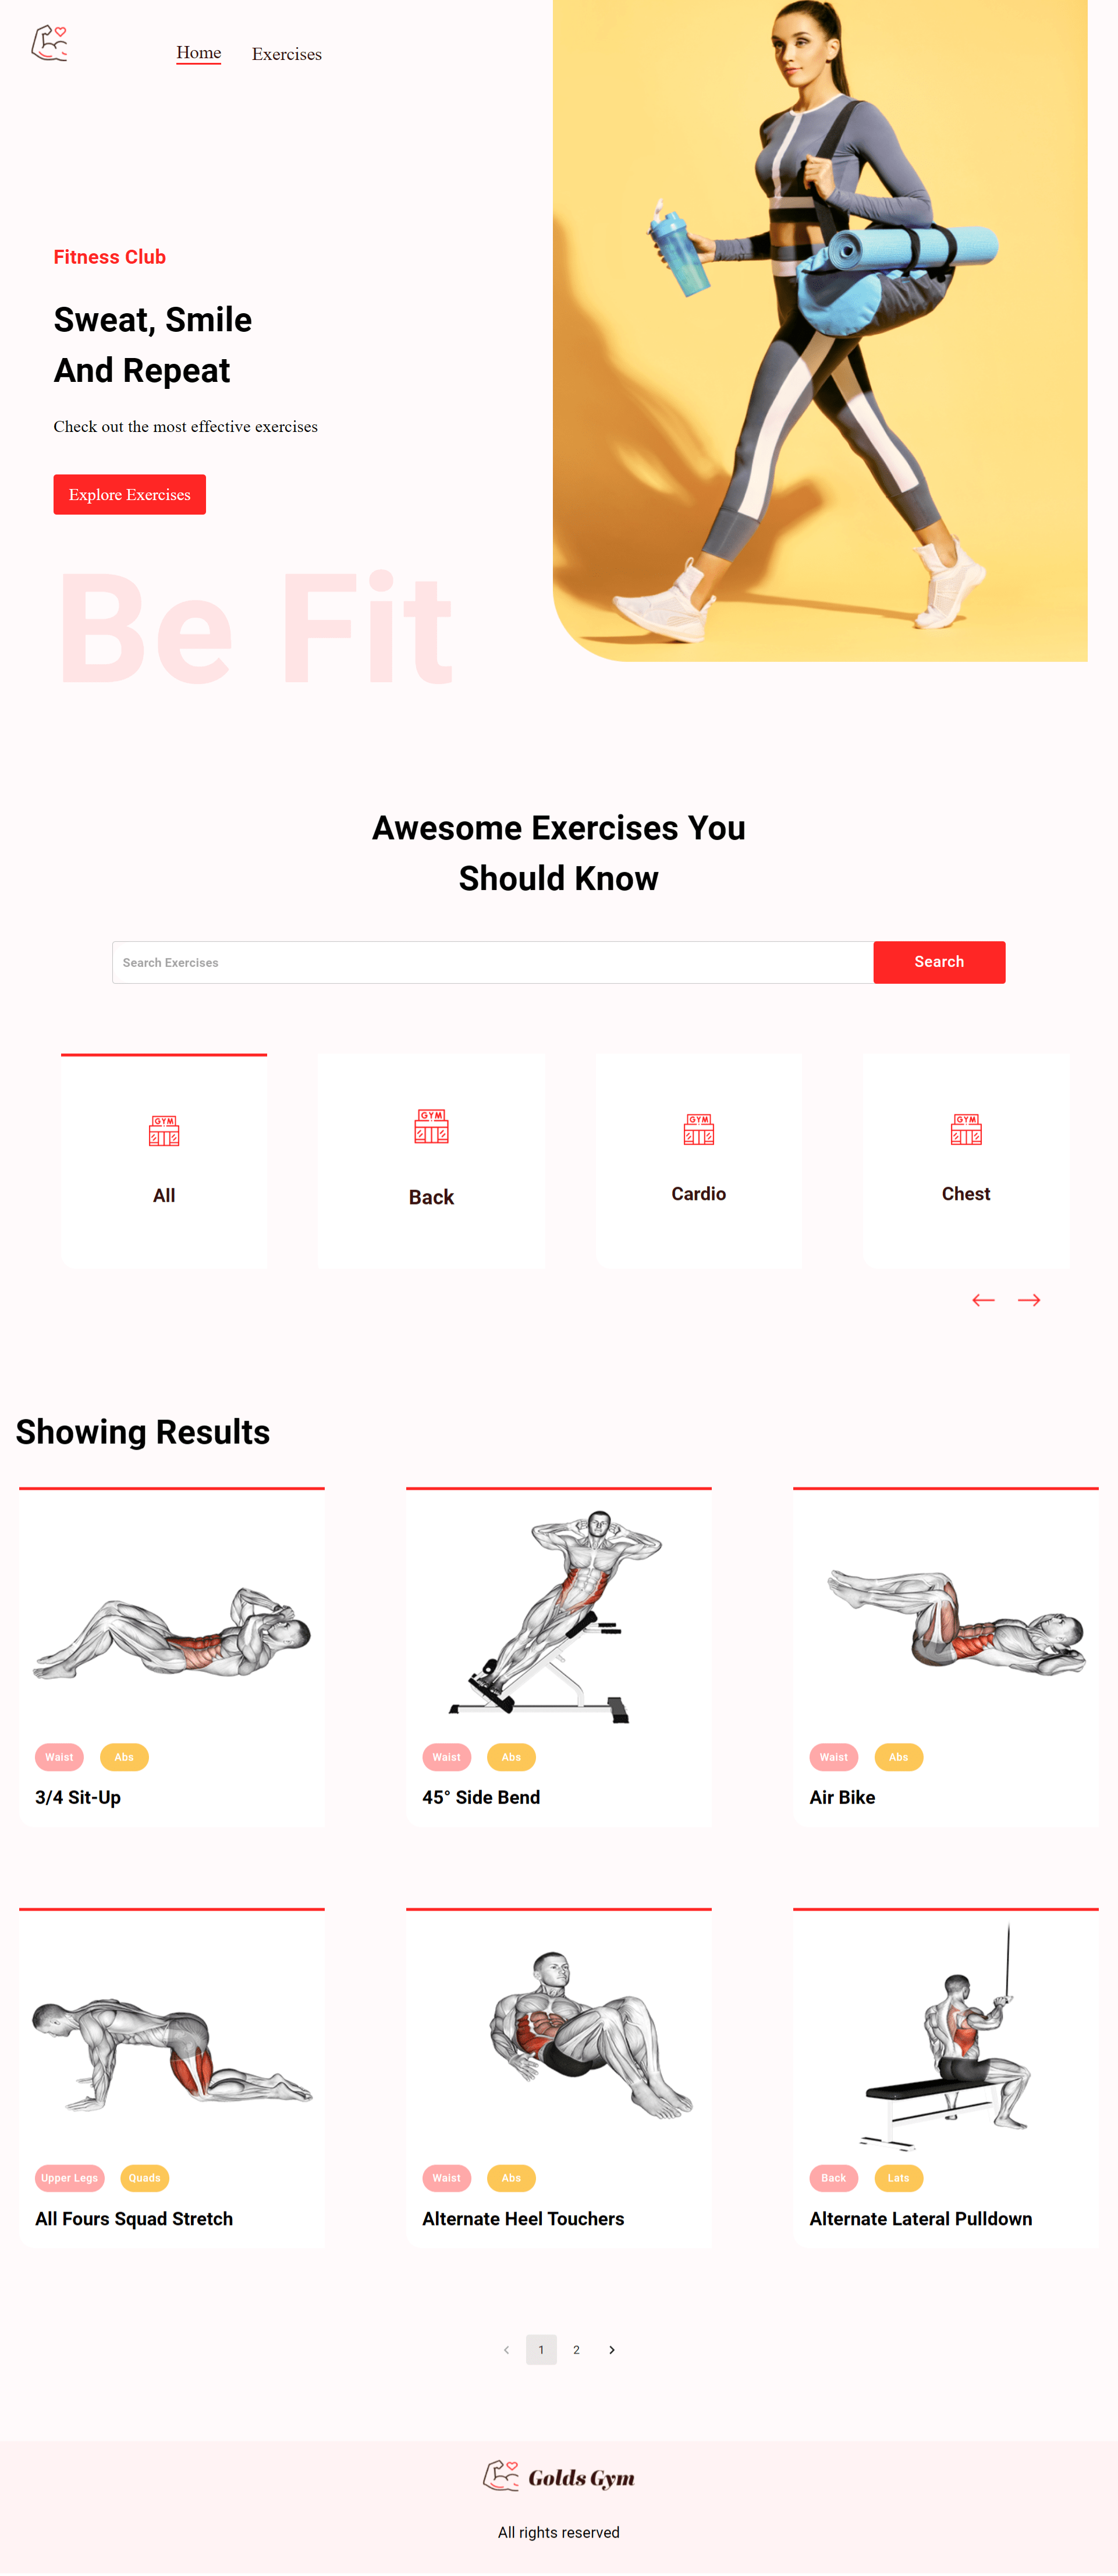 Home
Exercises
Fitness Club
Sweat, Smile
And Repeat
Check out the most effective exercises
Explore Exercises
Be Fit
Awesome Exercises You
Should Know
Search Exercises
Search
GYM
All
GYM
Back
GYM
Cardio
GYM
Chest
Showing Results
Waist
Abs
3/4 Sit-Up
Waist
Abs
45° Side Bend
Waist
Abs
Air Bike
Upper Legs
Quads
All Fours Squad Stretch
Waist
Abs
Alternate Heel Touchers
Back
Lats
Alternate Lateral Pulldown
1
2
Golds Gym
All rights reserved